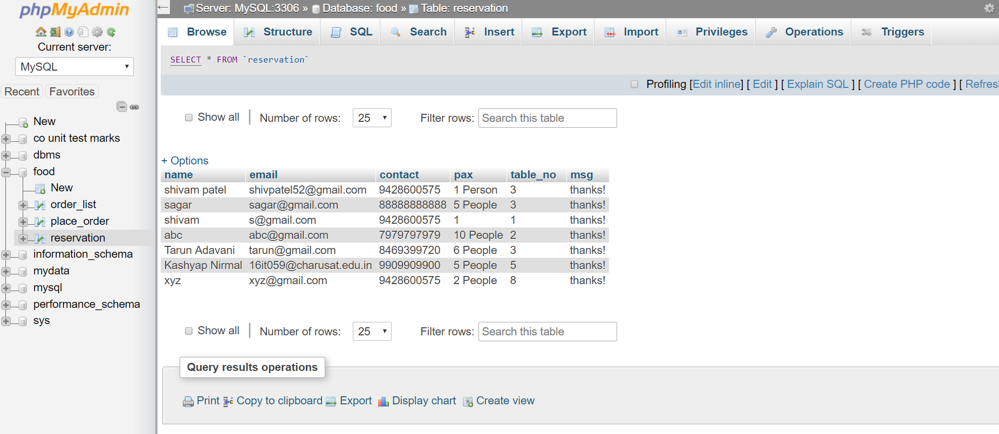 phpMyAdmin
Current server:
MySQL
Recent Favorites
New
co unit test marks
dbms
food
New
order_list
place_order
reservation
information_schema
mydata
mysql
performance_schema
sys
Server: MySQL:3306 » Database: food » Table: reservation
Browse Structure SQL Search Insert Export Import Privileges Operations Triggers
SELECT * FROM `reservation`
Profiling [Edit inline] [ Edit ] [ Explain SQL ] [ Create PHP code ] [ Refres
Show all Number of rows: 25 Filter rows: Search this table
+ Options
name email contact pax table_no msg
shivam patel shivpatel52@gmail.com 9428600575 1 Person 3 thanks!
sagar sagar@gmail.com 88888888888 5 People 3 thanks!
shivam s@gmail.com 9428600575 1 1 thanks!
abc abc@gmail.com 7979797979 10 People 2 thanks!
Tarun Adavani tarun@gmail.com 8469399720 6 People 3 thanks!
Kashyap Nirmal 16it059@charusat.edu.in 9909909900 5 People 5 thanks!
xyz xyz@gmail.com 9428600575 2 People 8 thanks!
Show all Number of rows: 25 Filter rows: Search this table
Query results operations
Print Copy to clipboard Export Display chart Create view